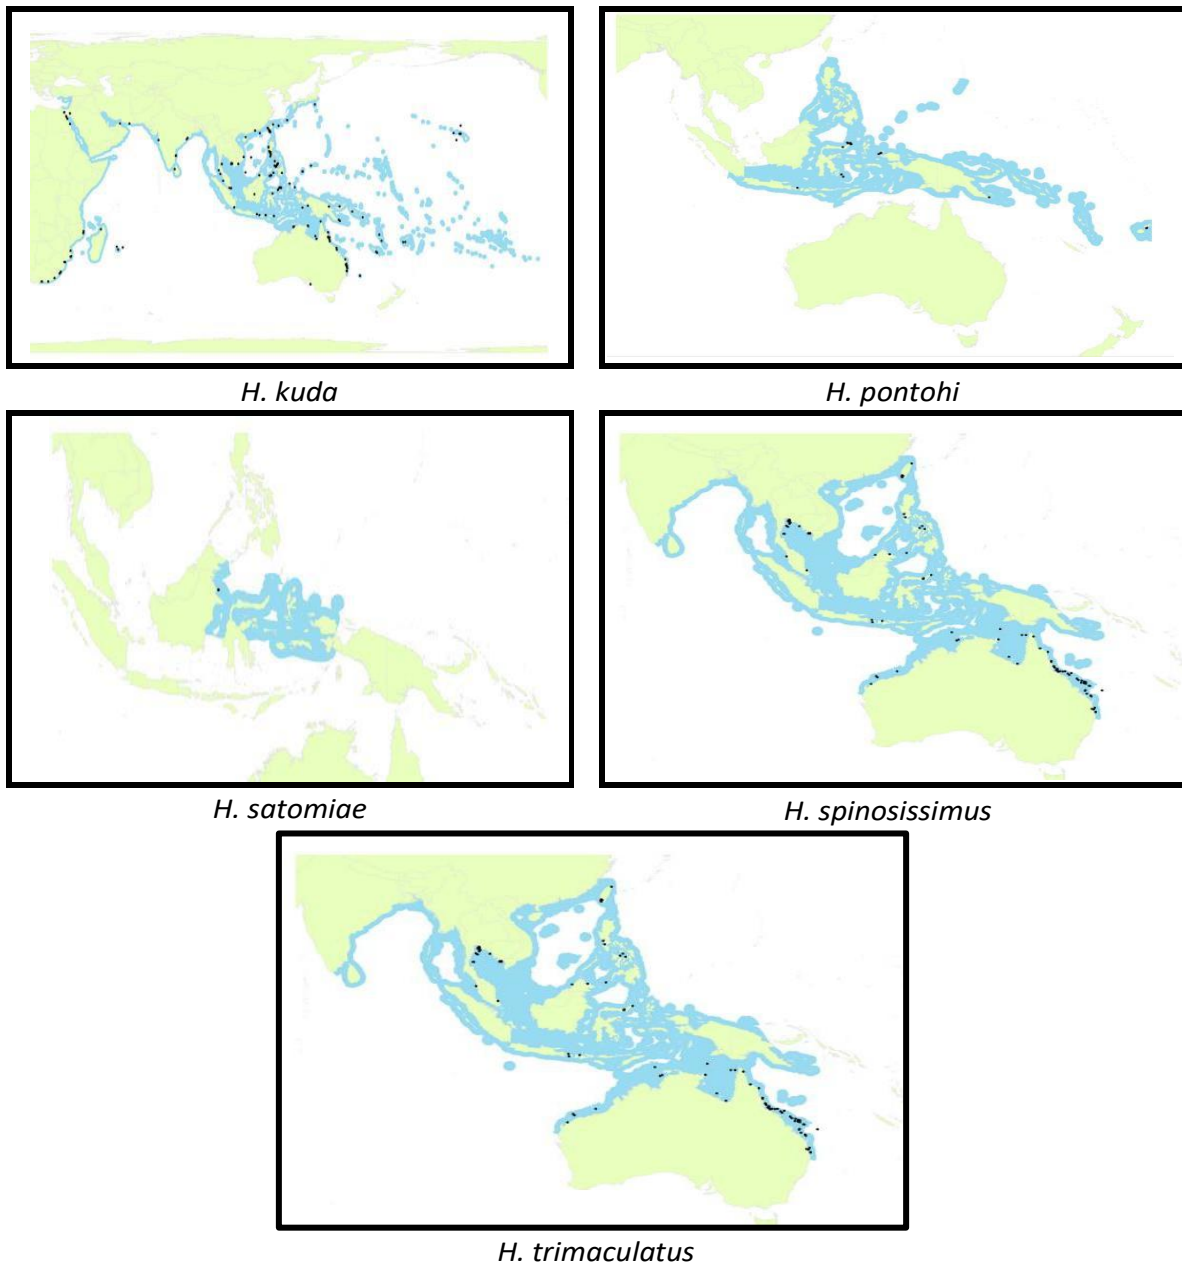 H. kuda
H. pontohi
H. satomiae
H. spinosissimus
H. trimaculatus